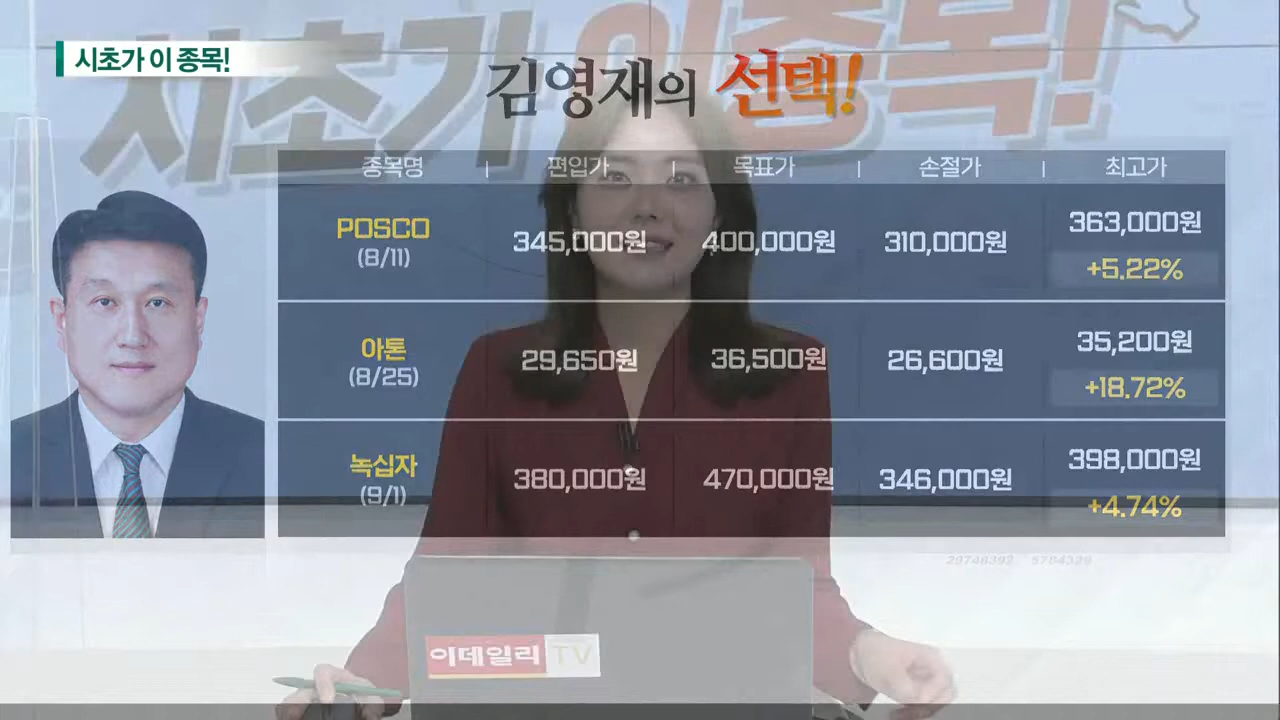 시초가 이 종목!
시초가 이종목!
김영재의 선택!
종목명 | 편입가 | 목표가 | 손절가 | 최고가
POSCO
(8/11)
345,000원
400,000원
310,000원
363,000원
+5.22%
아톤
(8/25)
29,650원
36,500원
26,600원
35,200원
+18.72%
녹십자
(9/1)
380,000원
470,000원
346,000원
398,000원
+4.74%
29748392 5784329
이데일리 TV